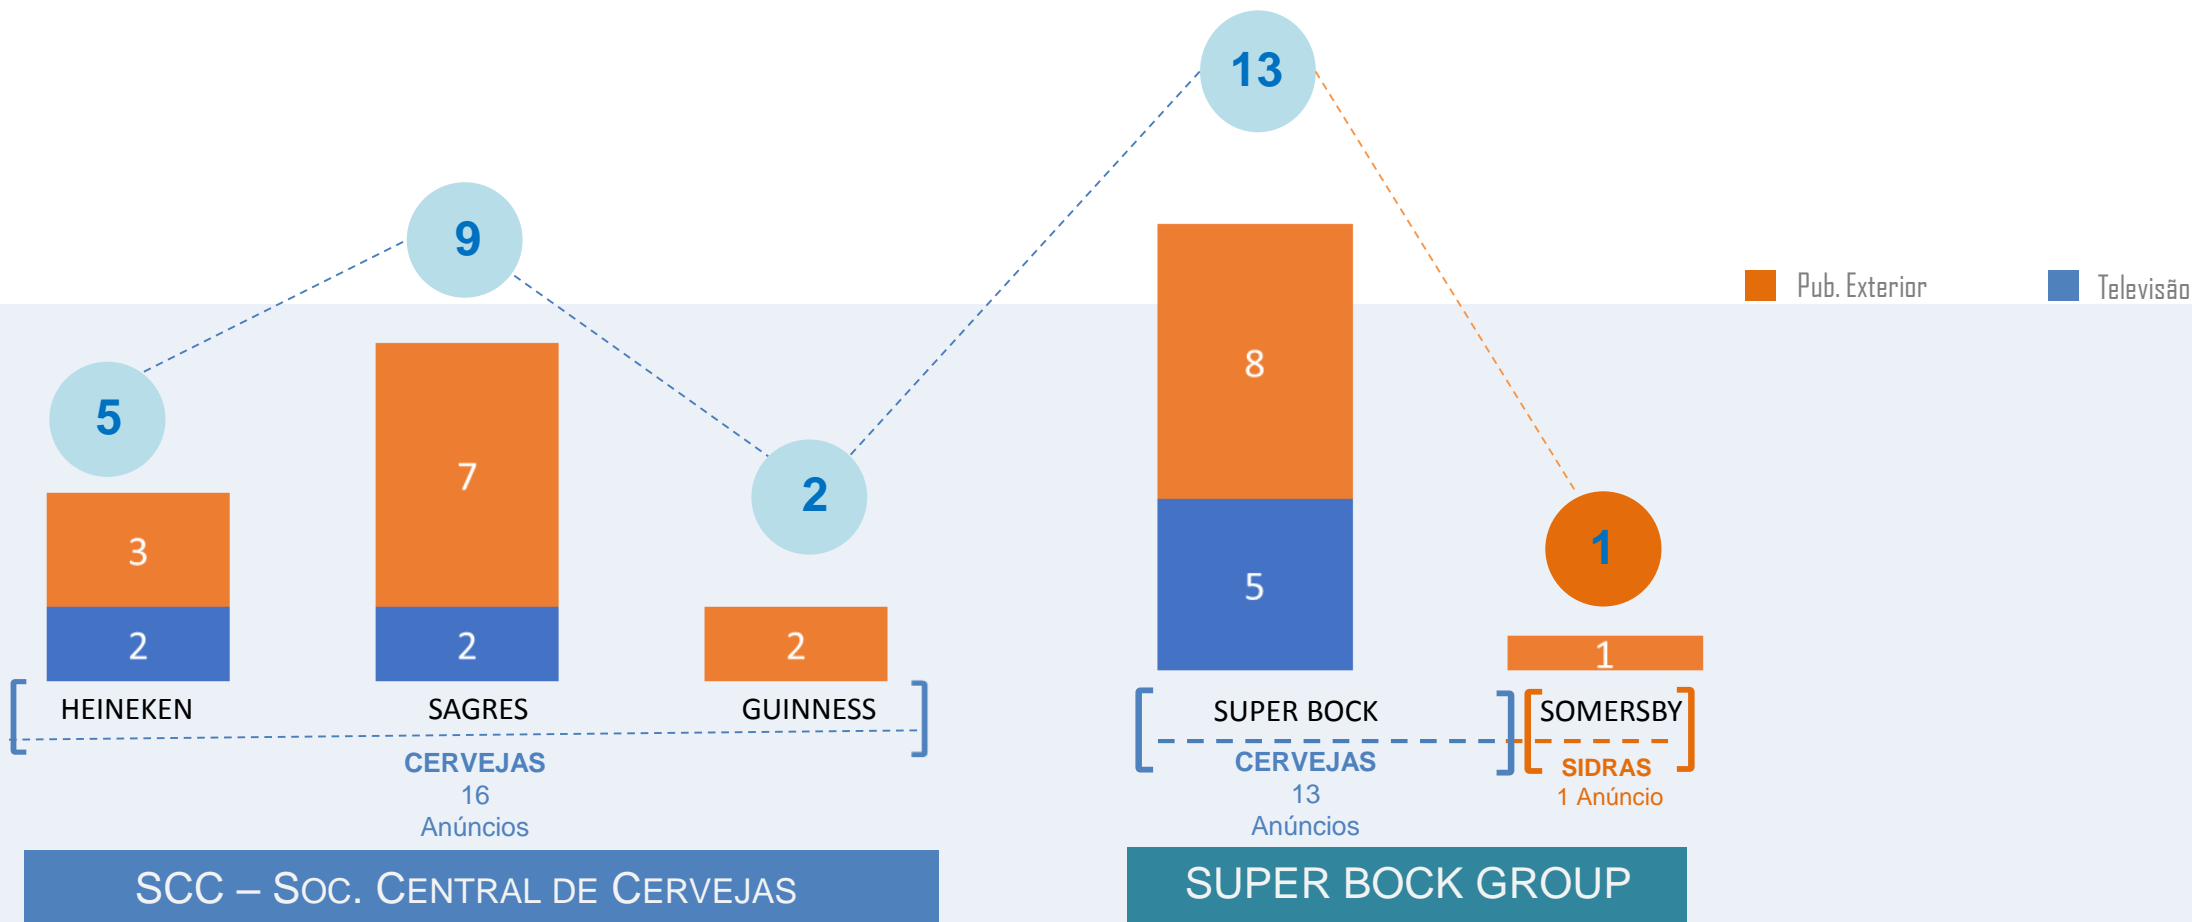 13
9
Pub. Exterior
Televisão
5
8
7
2
1
3
5
2
2
2
1
HEINEKEN
SAGRES
GUINNESS
SUPER BOCK
SOMERSBY
CERVEJAS
16
Anúncios
CERVEJAS
13
Anúncios
SIDRAS
1 Anúncio
SCC – SOC. CENTRAL DE CERVEJAS
SUPER BOCK GROUP